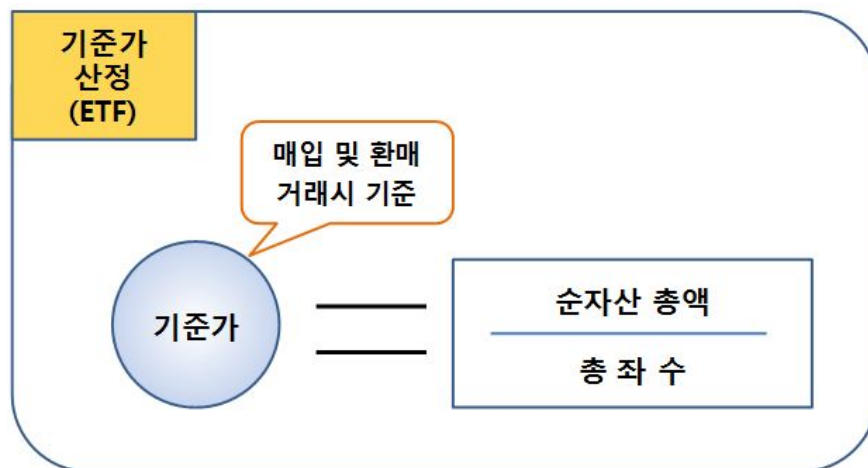 기준가
산정
(ETF)
매입 및 환매
거래시 기준
기준가
순자산 총액
총 좌 수